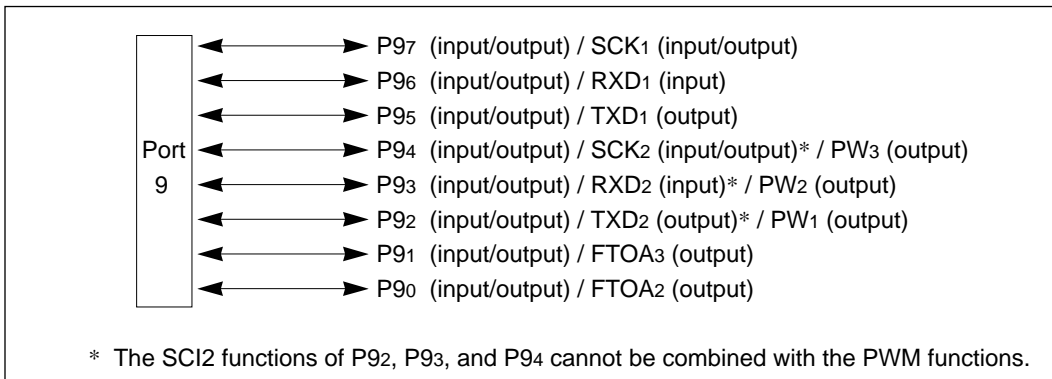 Port
9
P97 (input/output) / SCK1 (input/output)
P96 (input/output) / RXD1 (input)
P95 (input/output) / TXD1 (output)
P94 (input/output) / SCK2 (input/output)* / PW3 (output)
P93 (input/output) / RXD2 (input)* / PW2 (output)
P92 (input/output) / TXD2 (output)* / PW1 (output)
P91 (input/output) / FTOA3 (output)
P90 (input/output) / FTOA2 (output)
* The SCI2 functions of P92, P93, and P94 cannot be combined with the PWM functions.